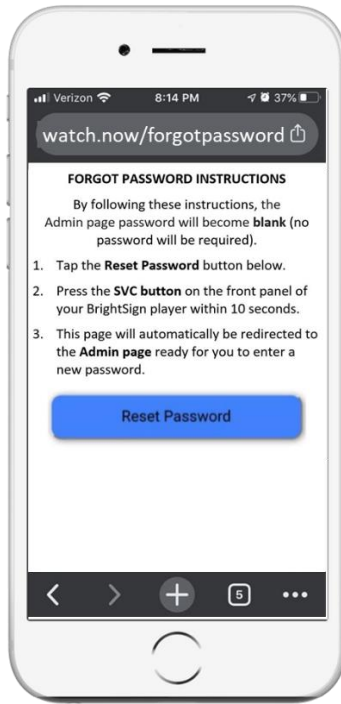 Verizon 8:14 PM 37%
watch.now/forgotpassword
FORGOT PASSWORD INSTRUCTIONS
By following these instructions, the
Admin page password will become blank (no
password will be required).
1. Tap the Reset Password button below.
2. Press the SVC button on the front panel of
your BrightSign player within 10 seconds.
3. This page will automatically be redirected to
the Admin page ready for you to enter a
new password.
Reset Password
5